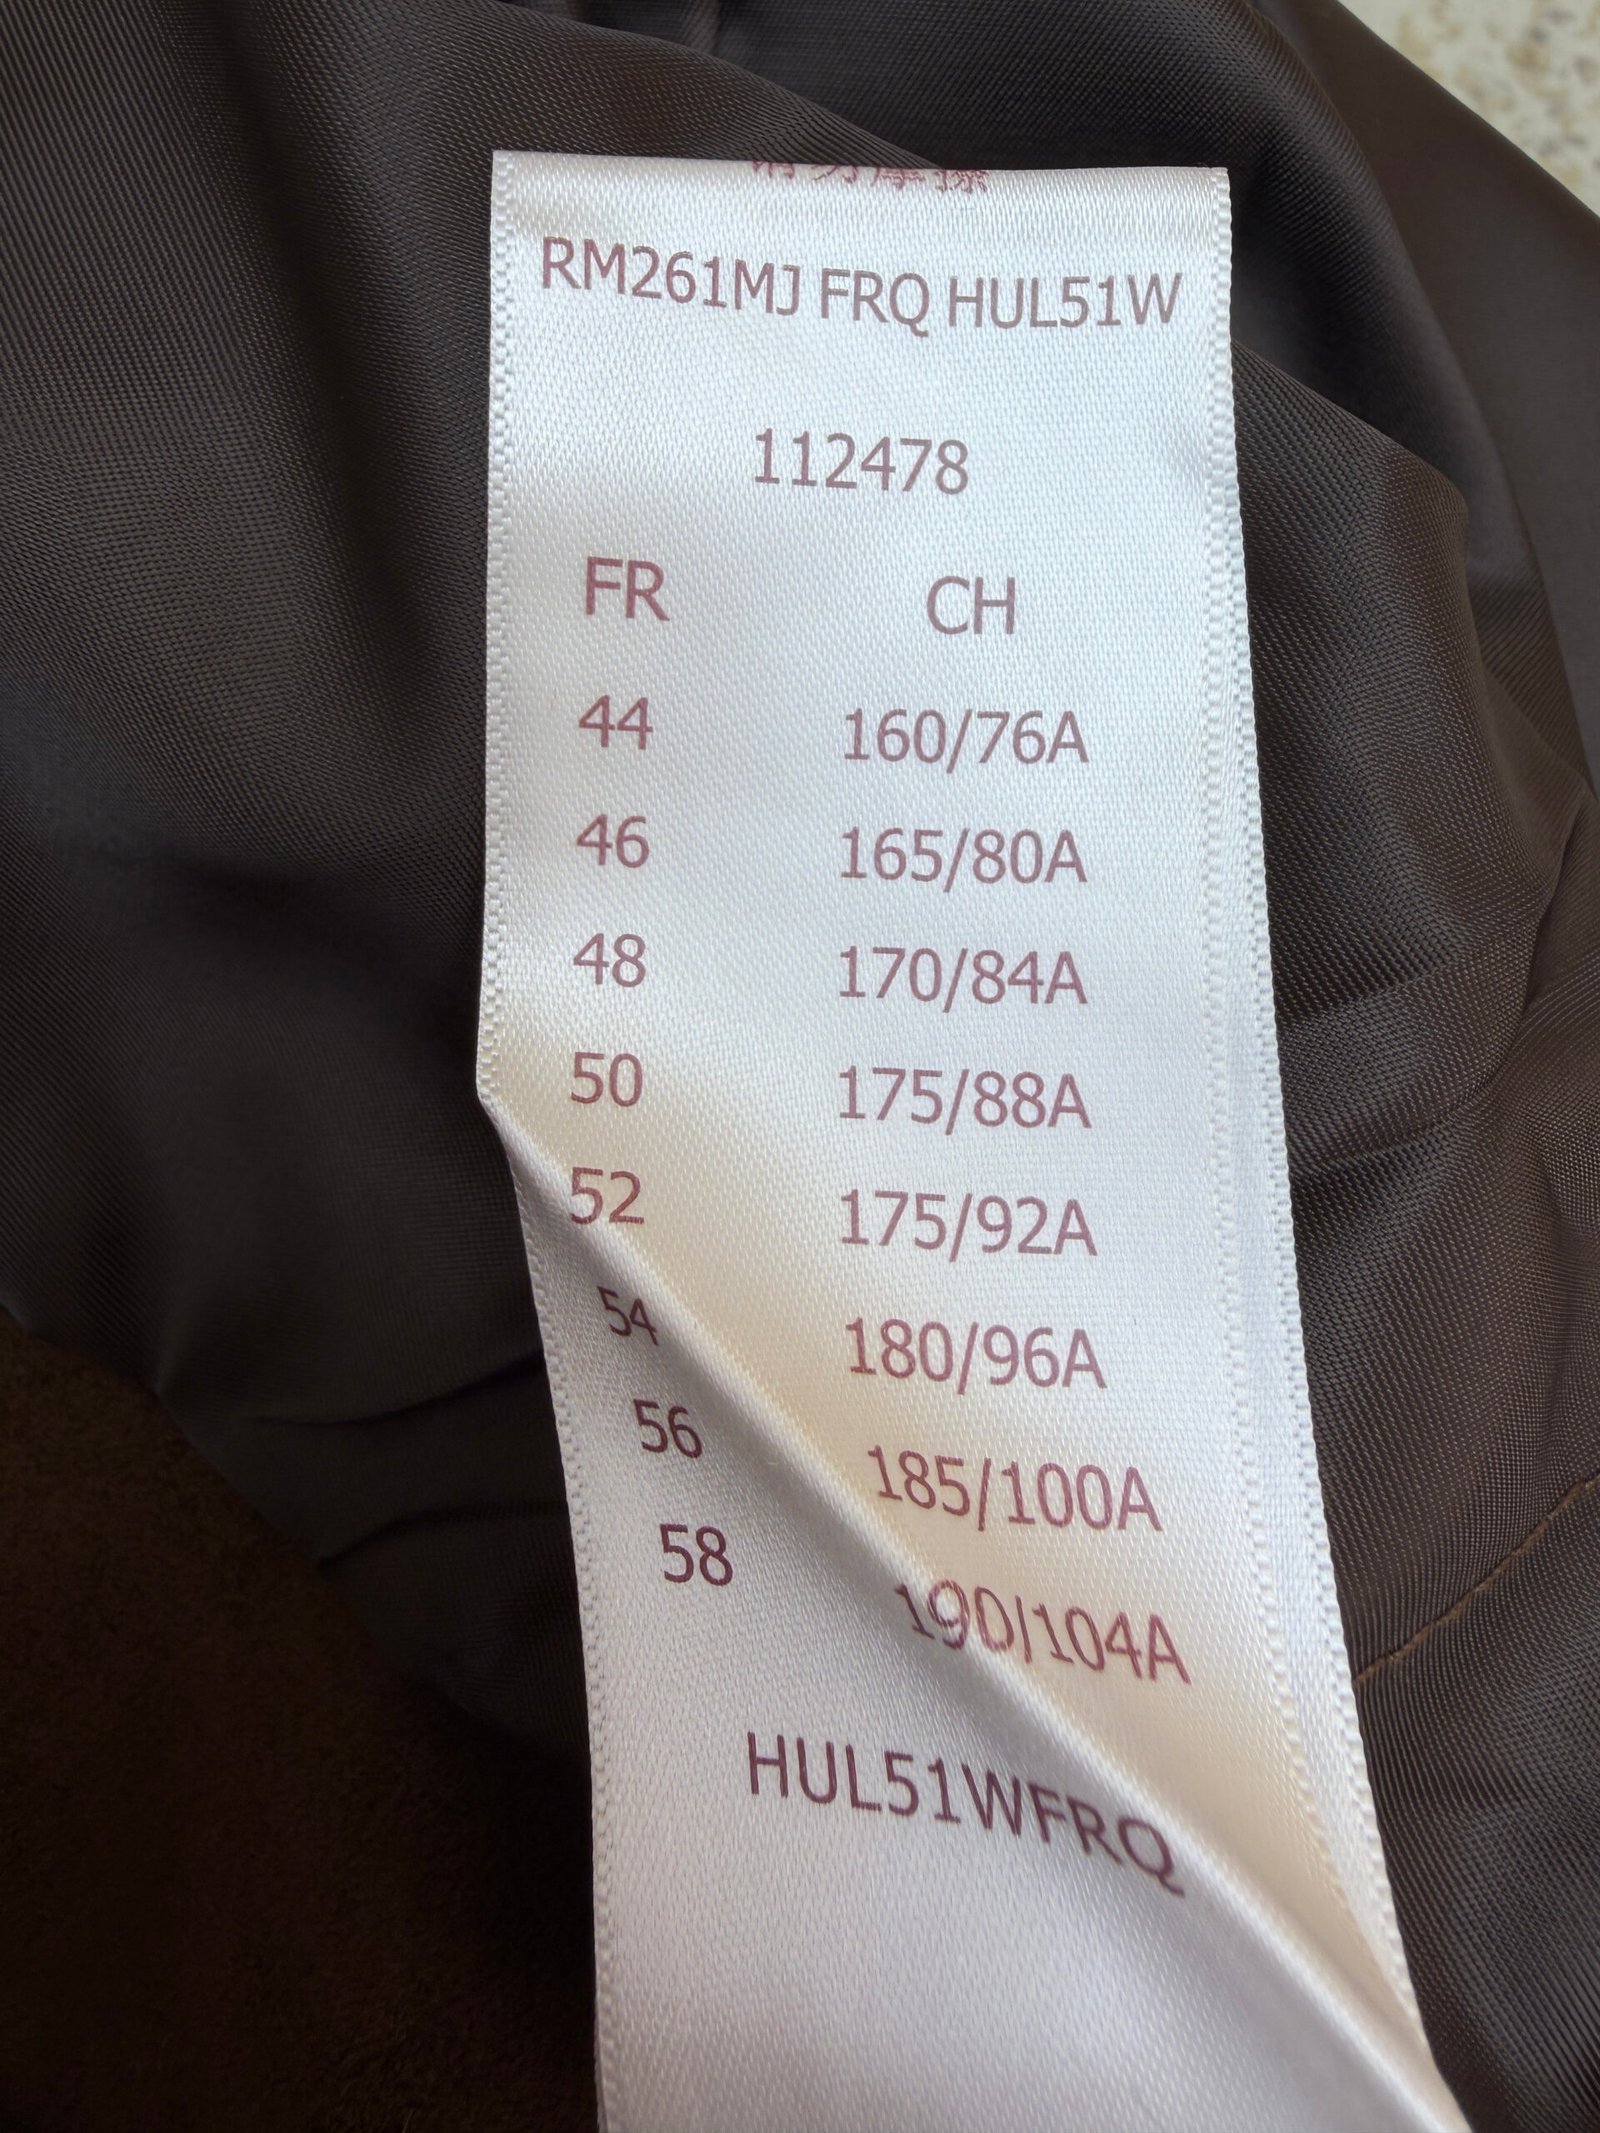 RM261MJ FRQ HUL51W
112478
FR CH
44 160/76A
46 165/80A
48 170/84A
50 175/88A
52 175/92A
54 180/96A
56 185/100A
58 190/104A
HUL51WFRQ